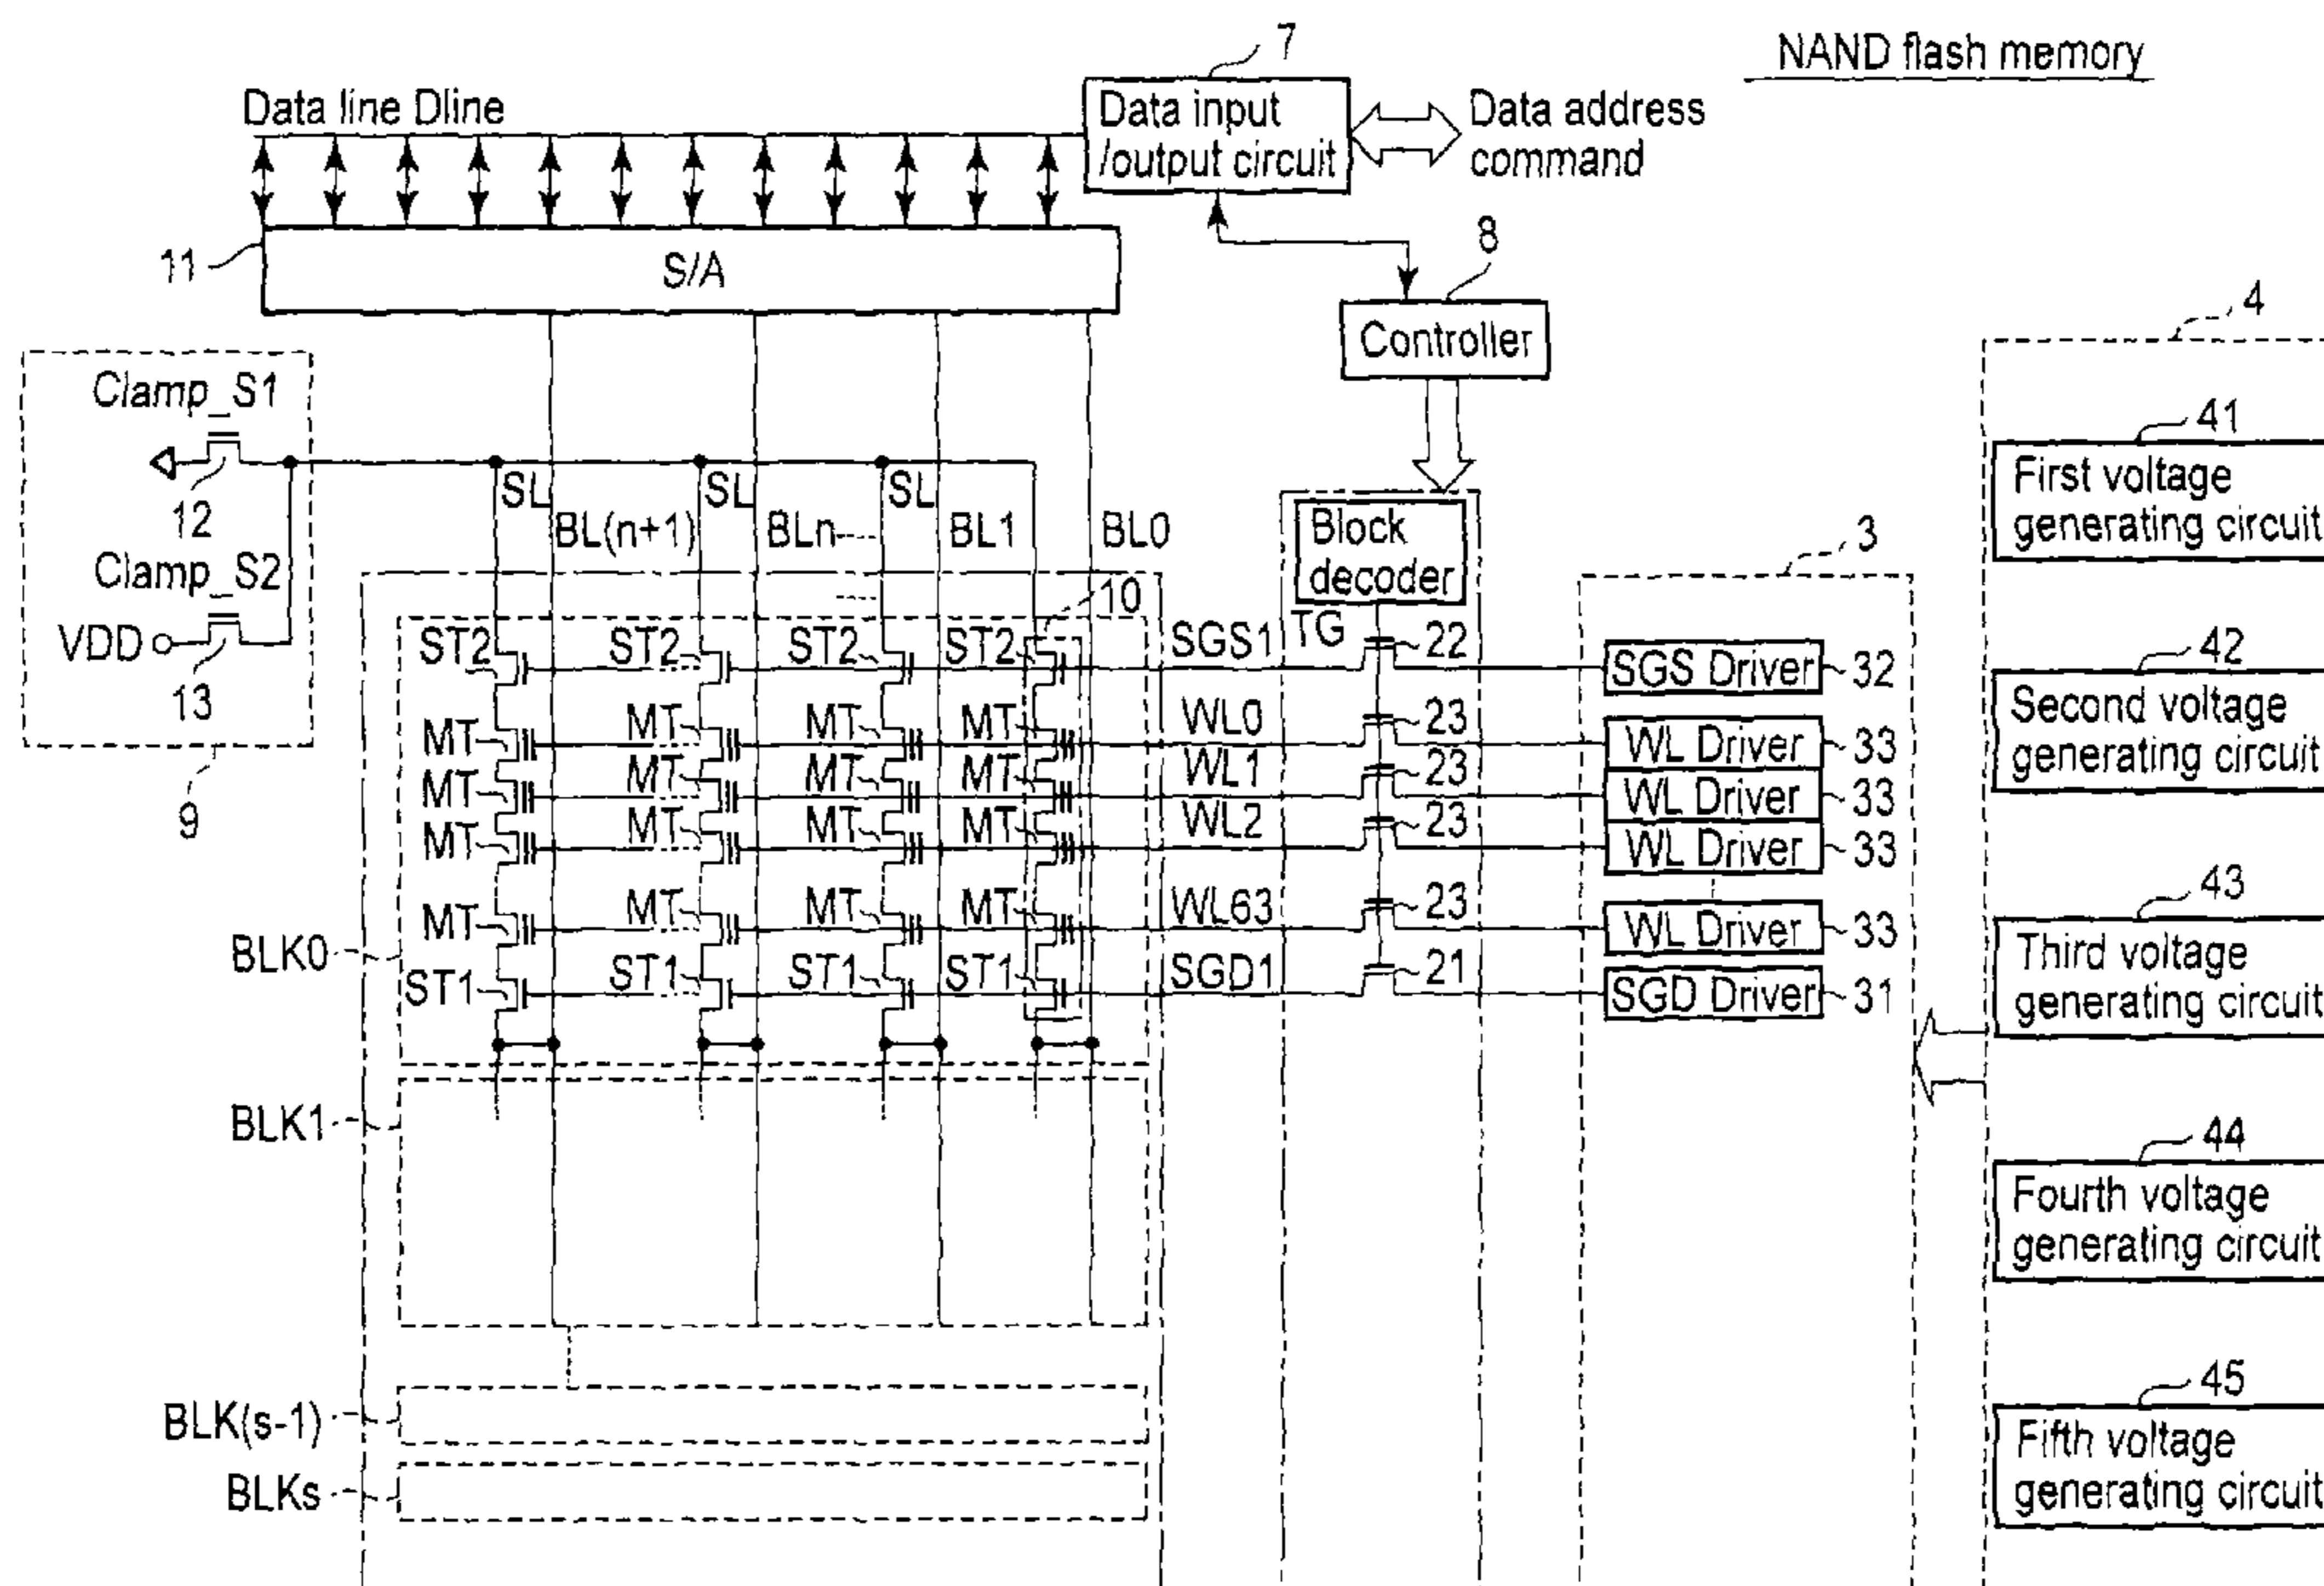 NAND flash memory
7
Data line Dline
Data input
/output circuit
Data address
command
11
S/A
8
Controller
4
Clamp_S1
12
Clamp_S2
VDD
13
9
SL
SL
SL
BL(n+1)
BLn
BL1
BL0
10
Block
decoder
3
41
First voltage
generating circuit
ST2
ST2
ST2
ST2
SGS1
TG
22
SGS Driver
32
42
Second voltage
generating circuit
MT
MT
MT
MT
WL0
23
WL Driver
33
MT
MT
MT
MT
WL1
23
WL Driver
33
MT
MT
MT
MT
WL2
23
WL Driver
33
43
Third voltage
generating circuit
MT
MT
MT
MT
WL63
23
WL Driver
33
BLK0
ST1
ST1
ST1
ST1
SGD1
21
SGD Driver
31
BLK1
44
Fourth voltage
generating circuit
BLK(s-1)
45
Fifth voltage
generating circuit
BLKs